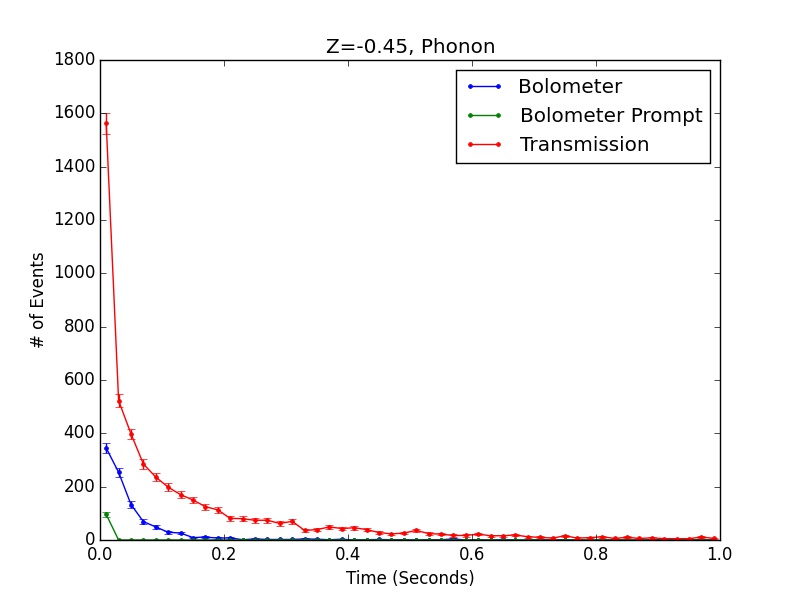 Z=-0.45, Phonon
1800
1600
1400
1200
1000
800
600
400
200
0
Bolometer
Bolometer Prompt
Transmission
# of Events
0.0 0.2 0.4 0.6 0.8 1.0
Time (Seconds)